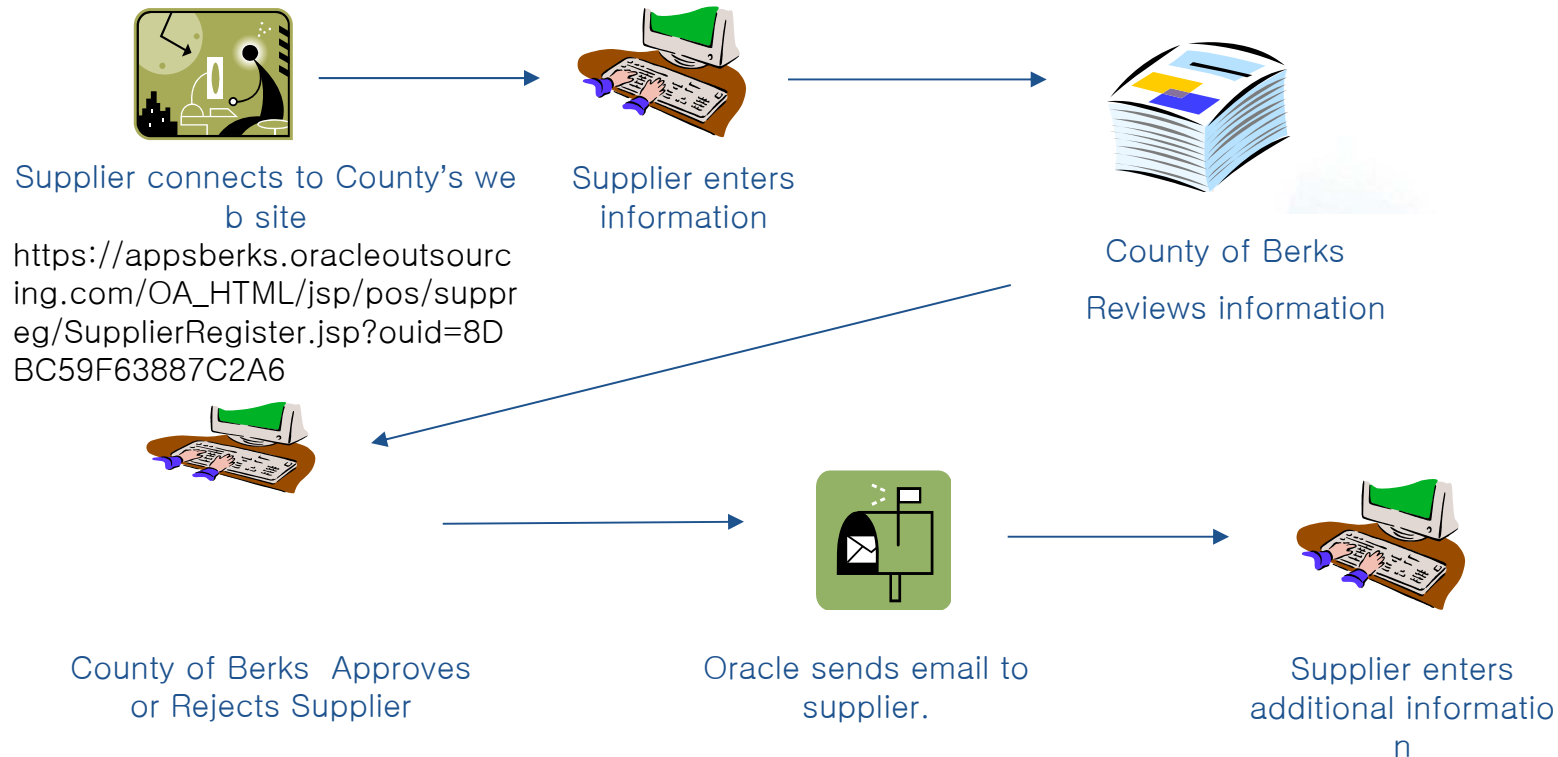 Supplier connects to County's we
b site
https://appsberks.oracleoutsourc
ing.com/OA_HTML/jsp/pos/suppr
eg/SupplierRegister.jsp?ouid=8D
BC59F63887C2A6
Supplier enters
information
County of Berks
Reviews information
County of Berks  Approves
or Rejects Supplier
Oracle sends email to
supplier.
Supplier enters
additional informatio
n